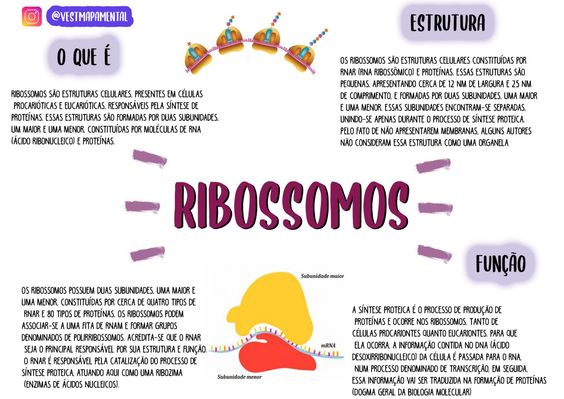 @VESTMAPAMENTAL
O QUE É
RIBOSSOMOS SÃO ESTRUTURAS CELULARES, PRESENTES EM CÉLULAS
PROCARIÓTICAS E EUCARIÓTICAS, RESPONSÁVEIS PELA SÍNTESE DE
PROTEÍNAS. ESSAS ESTRUTURAS SÃO FORMADAS POR DUAS SUBUNIDADES,
UM MAIOR E UMA MENOR, CONSTITUÍDAS POR MOLÉCULAS DE RNA
(ÁCIDO RIBONUCLEICO) E PROTEÍNAS.
ESTRUTURA
OS RIBOSSOMOS SÃO ESTRUTURAS CELULARES CONSTITUÍDAS POR
RNAR (RNA RIBOSSÔMICO) E PROTEÍNAS. ESSAS ESTRUTURAS SÃO
PEQUENAS, APRESENTANDO CERCA DE 12 NM DE LARGURA E 25 NM
DE COMPRIMENTO, E FORMADAS POR DUAS SUBUNIDADES, UMA MAIOR
E UMA MENOR. ESSAS SUBUNIDADES ENCONTRAM-SE SEPARADAS,
UNINDO-SE APENAS DURANTE O PROCESSO DE SÍNTESE PROTEICA.
PELO FATO DE NÃO APRESENTAREM MEMBRANAS, ALGUNS AUTORES
NÃO CONSIDERAM ESSA ESTRUTURA COMO UMA ORGANELA
RIBOSSOMOS
OS RIBOSSOMOS POSSUEM DUAS SUBUNIDADES, UMA MAIOR E
UMA MENOR, CONSTITUÍDAS POR CERCA DE QUATRO TIPOS DE
RNAR E 80 TIPOS DE PROTEÍNAS. OS RIBOSSOMOS PODEM
ASSOCIAR-SE A UMA FITA DE RNAM E FORMAR GRUPOS
DENOMINADOS DE POLIRRIBOSSOMOS. ACREDITA-SE QUE O RNAR
SEJA O PRINCIPAL RESPONSÁVEL POR SUA ESTRUTURA E FUNÇÃO.
O RNAR É RESPONSÁVEL PELA CATALIZAÇÃO DO PROCESSO DE
SÍNTESE PROTEICA, ATUANDO AQUI COMO UMA RIBOZIMA
(ENZIMAS DE ÁCIDOS NUCLEICOS).
Subunidade maior
mRNA
Subunidade menor
FUNÇÃO
A SÍNTESE PROTEICA É O PROCESSO DE PRODUÇÃO DE
PROTEÍNAS E OCORRE NOS RIBOSSOMOS, TANTO DE
CÉLULAS PROCARIONTES QUANTO EUCARIONTES. PARA QUE
ELA OCORRA, A INFORMAÇÃO CONTIDA NO DNA (ÁCIDO
DESOXIRRIBONUCLEICO) DA CÉLULA É PASSADA PARA O RNA,
NUM PROCESSO DENOMINADO DE TRANSCRIÇÃO, EM SEGUIDA,
ESSA INFORMAÇÃO VAI SER TRADUZIDA NA FORMAÇÃO DE PROTEÍNAS
(DOGMA GERAL DA BIOLOGIA MOLECULAR)